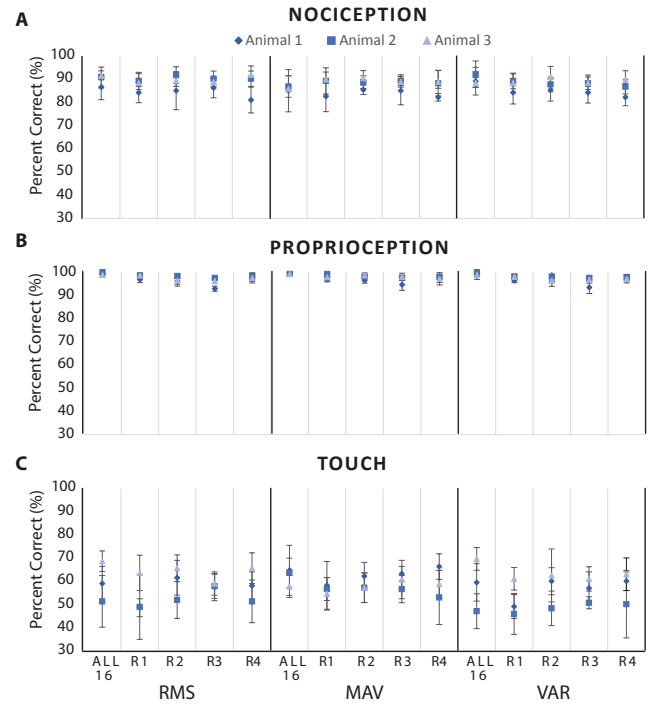 A
NOCICEPTION
Animal 1 Animal 2 Animal 3
Percent Correct (%)
100
90
80
70
60
50
40
30
B
PROPRIOCEPTION
Percent Correct (%)
100
90
80
70
60
50
40
30
C
TOUCH
Percent Correct (%)
100
90
80
70
60
50
40
30
ALL 16 R1 R2 R3 R4 ALL 16 R1 R2 R3 R4 ALL 16 R1 R2 R3 R4
RMS MAV VAR